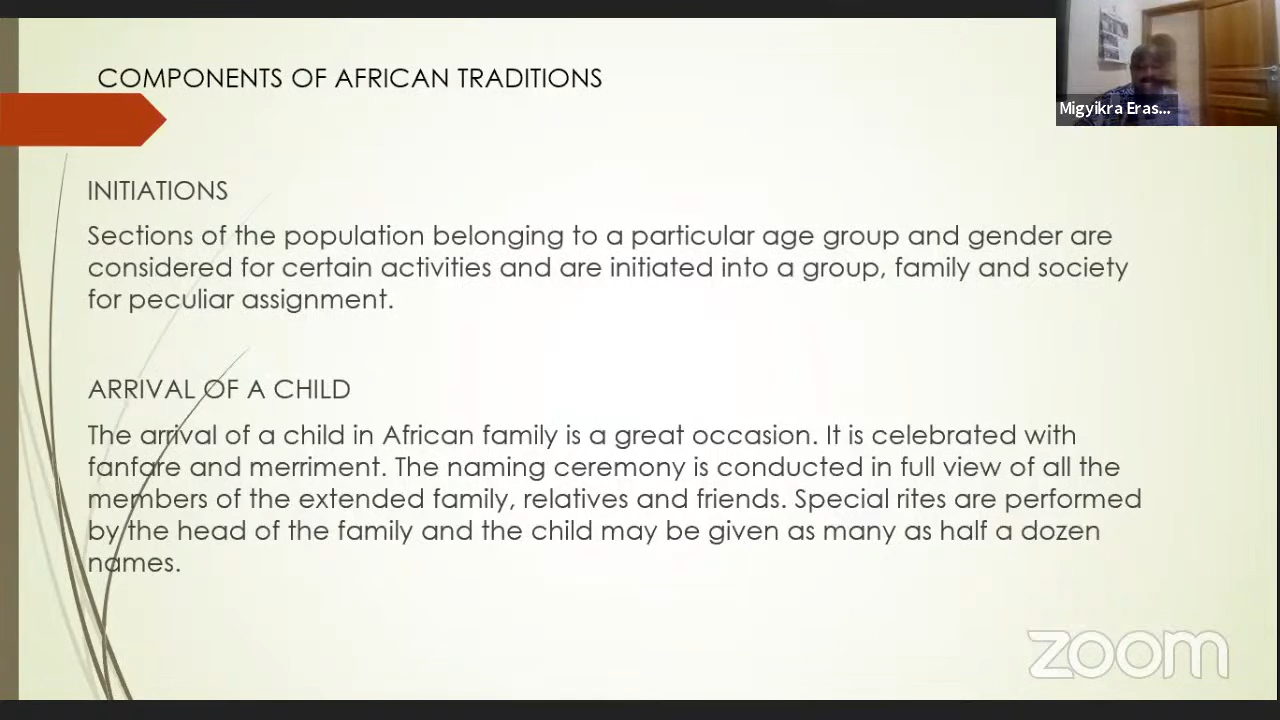 COMPONENTS OF AFRICAN TRADITIONS
Migyikra Eras...
INITIATIONS
Sections of the population belonging to a particular age group and gender are
considered for certain activities and are initiated into a group, family and society
for peculiar assignment.
ARRIVAL OF A CHILD
The arrival of a child in African family is a great occasion. It is celebrated with
fanfare and merriment. The naming ceremony is conducted in full view of all the
members of the extended family, relatives and friends. Special rites are performed
by the head of the family and the child may be given as many as half a dozen
names.
zoom